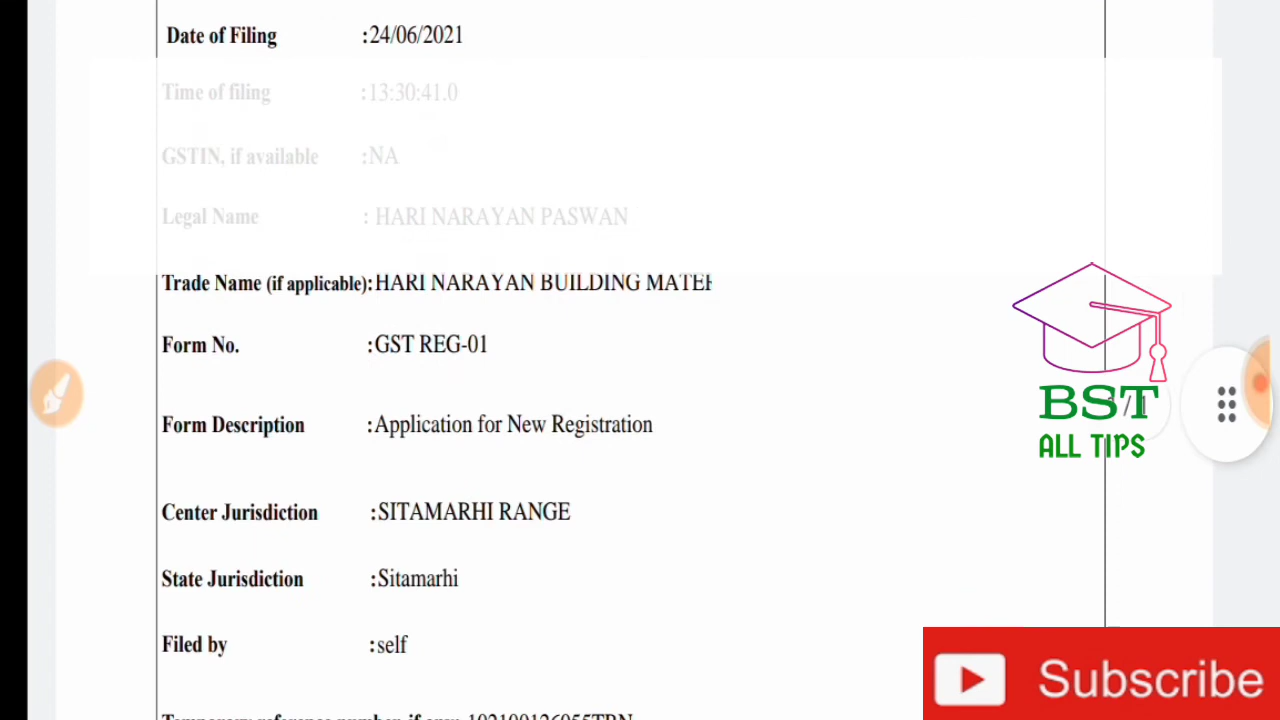 Date of Filing :24/06/2021
Time of filing :13:30:41.0
GSTIN, if available :NA
Legal Name : HARI NARAYAN PASWAN
Trade Name (if applicable):HARI NARAYAN BUILDING
Form No. :GST REG-01
Form Description :Application for New Registration
Center Jurisdiction :SITAMARHI RANGE
State Jurisdiction :Sitamarhi
Filed by :self
BST
ALL TIPS
Subscribe